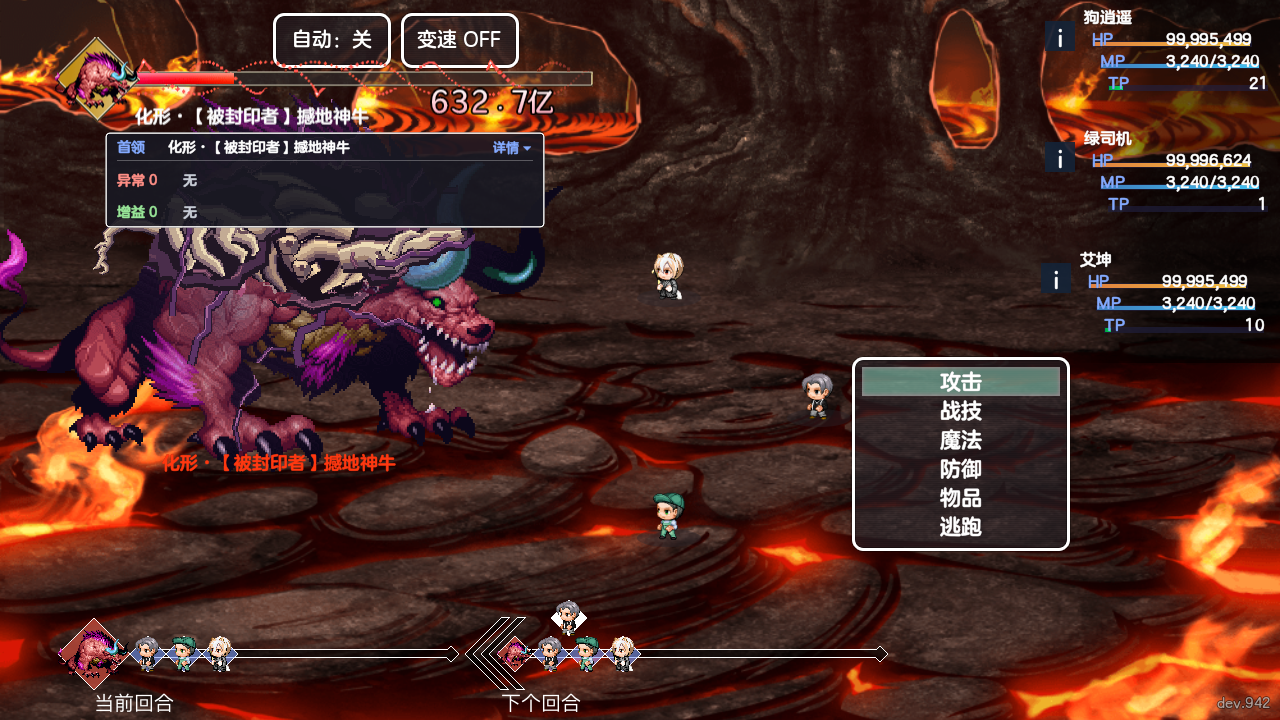 自动：关
变速 OFF
632.7亿
化形·【被封印者】撼地神牛
首领 化形·【被封印者】撼地神牛 详情
异常 0 无
增益 0 无
化形·【被封印者】撼地神牛
狗逍遥
HP 99,995,499
MP 3,240/3,240
TP 21
绿司机
HP 99,996,624
MP 3,240/3,240
TP 1
艾坤
HP 99,995,499
MP 3,240/3,240
TP 10
攻击
战技
魔法
防御
物品
逃跑
当前回合
下个回合
dev.942